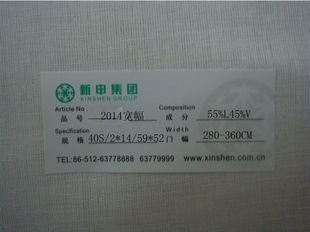 新申集团
XINSHEN GROUP
Article No. Composition
品 号 2014宽幅 成 分 55%L45%V
Specification Width
规 格 40S/2*14/59*52 门 幅 280-360CM
TEL:86-512-63778888 63779999 www.xinshen.com.cn